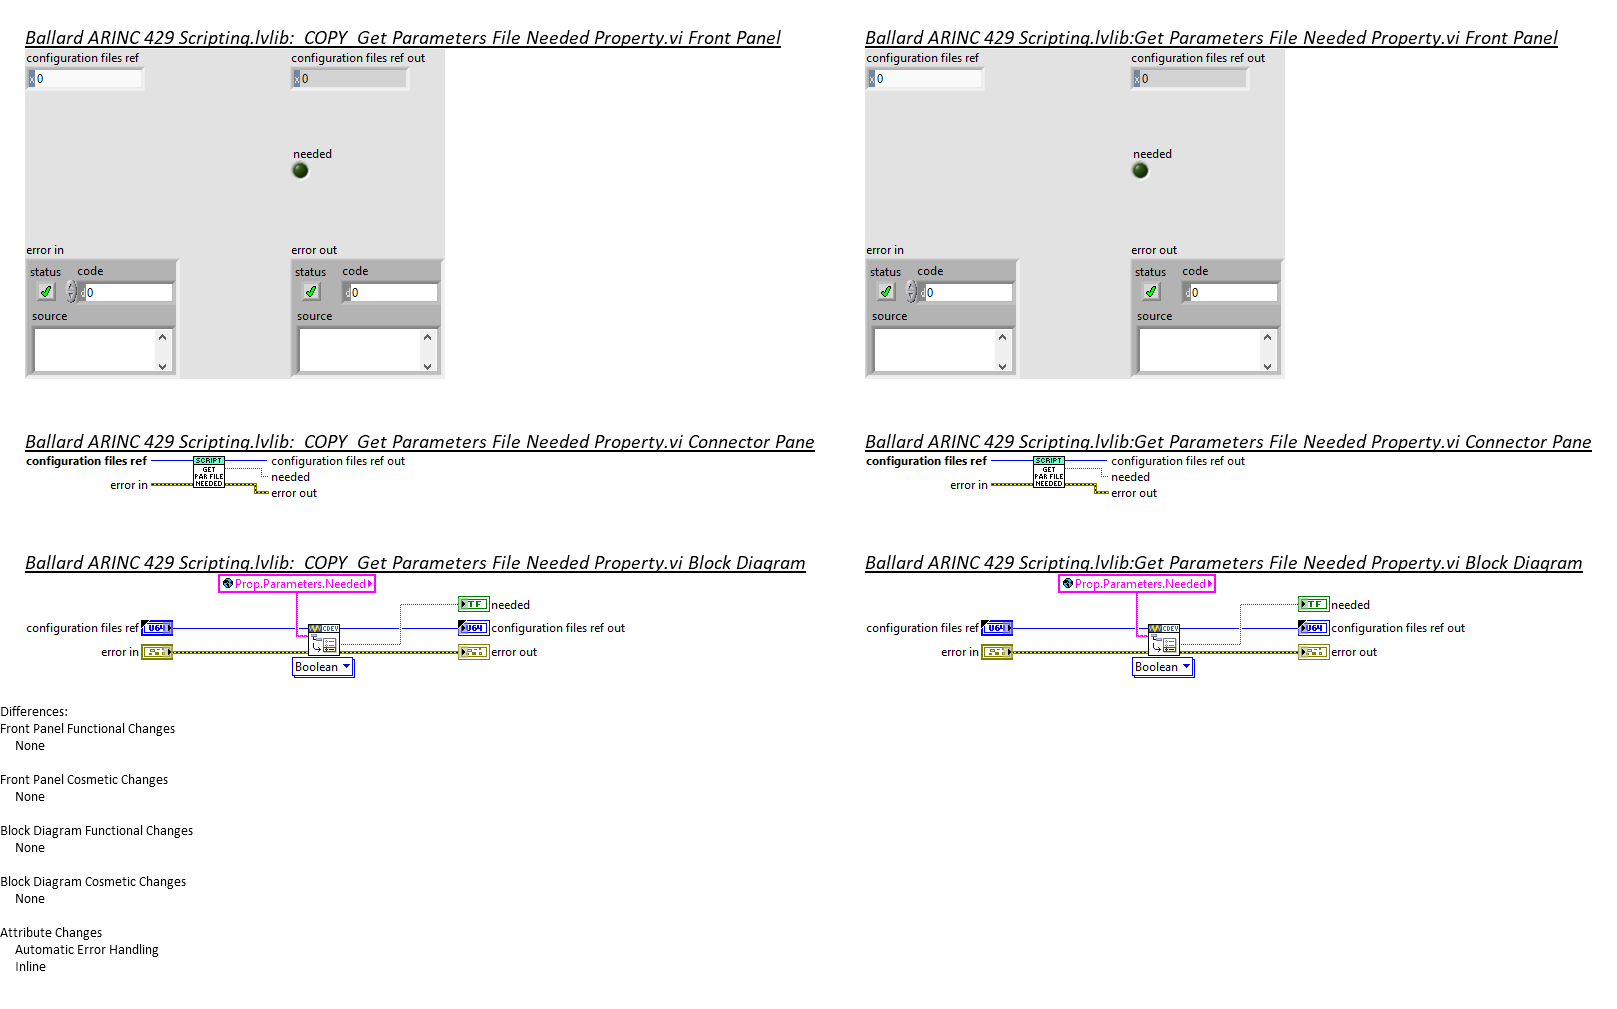 Ballard ARINC 429 Scripting.lvlib:  COPY  Get Parameters File Needed Property.vi Front Panel
configuration files ref
configuration files ref out
x 0
x 0
needed
error in
error out
status
code
status
code
d 0
d 0
source
source
Ballard ARINC 429 Scripting.lvlib:Get Parameters File Needed Property.vi Front Panel
configuration files ref
configuration files ref out
x 0
x 0
needed
error in
error out
status
code
status
code
d 0
d 0
source
source
Ballard ARINC 429 Scripting.lvlib:  COPY  Get Parameters File Needed Property.vi Connector Pane
configuration files ref
SCRIPT
GET
PAR FILE
NEEDED
configuration files ref out
needed
error in
error out
Ballard ARINC 429 Scripting.lvlib:Get Parameters File Needed Property.vi Connector Pane
configuration files ref
SCRIPT
GET
PAR FILE
NEEDED
configuration files ref out
needed
error in
error out
Ballard ARINC 429 Scripting.lvlib:  COPY  Get Parameters File Needed Property.vi Block Diagram
Prop.Parameters.Needed
TF
needed
configuration files ref
U64
CDEV
U64
configuration files ref out
error in
error out
Boolean
Ballard ARINC 429 Scripting.lvlib:Get Parameters File Needed Property.vi Block Diagram
Prop.Parameters.Needed
TF
needed
configuration files ref
U64
CDEV
U64
configuration files ref out
error in
error out
Boolean
Differences:
Front Panel Functional Changes
None
Front Panel Cosmetic Changes
None
Block Diagram Functional Changes
None
Block Diagram Cosmetic Changes
None
Attribute Changes
Automatic Error Handling
Inline